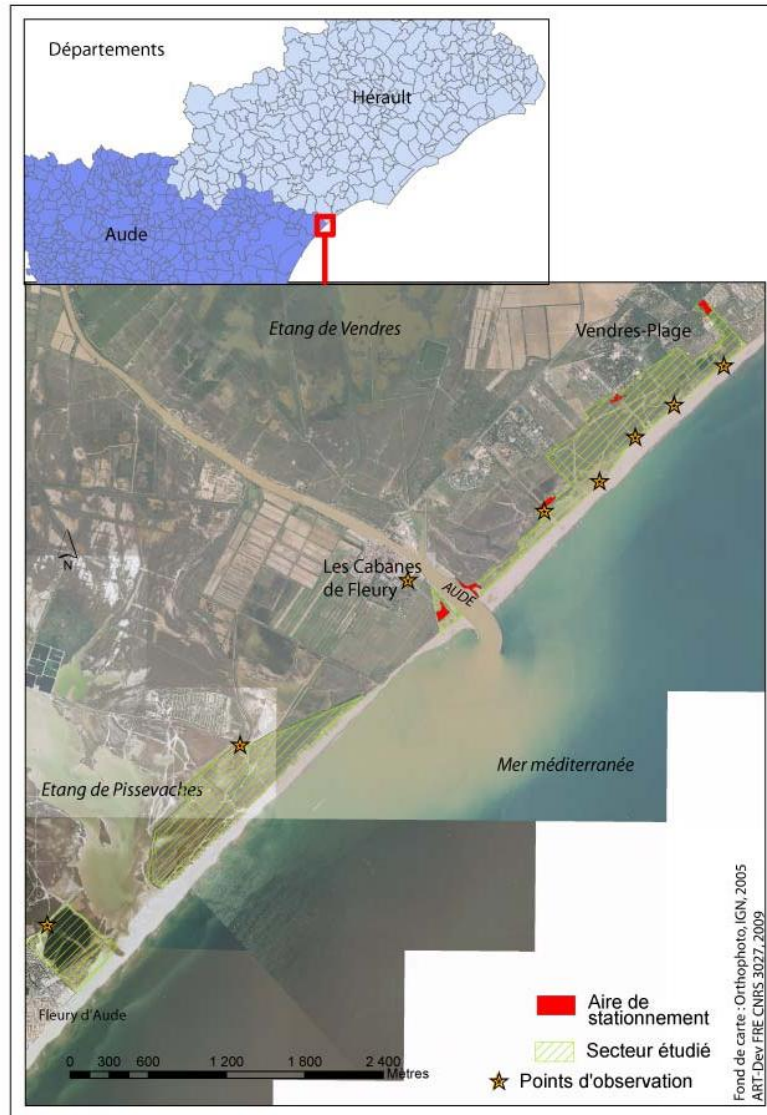 Départements
Hérault
Aude
Etang de Vendres
Vendres-Plage
Les Cabanes
de Fleury
AUDE
N
Mer méditerranée
Etang de Pissevaches
Fleury d'Aude
Aire de
stationnement
Secteur étudié
Points d'observation
0 300 600 1 200 1 800 2 400
Mètres
Fond de carte : Orthophoto, IGN, 2005
ART-Dev FRE CNRS 3027, 2009